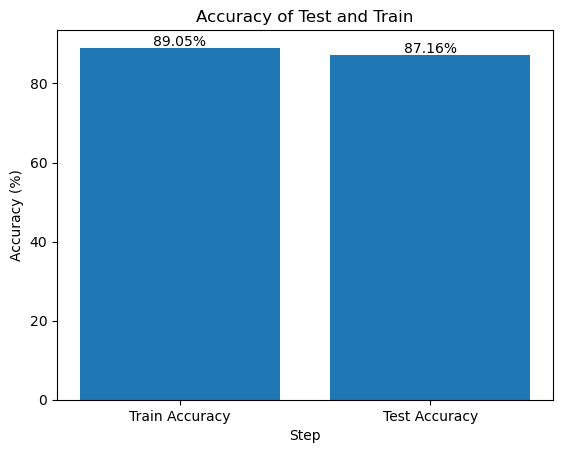 Accuracy of Test and Train
89.05%
87.16%
80
60
40
20
0
Accuracy (%)
Train Accuracy
Test Accuracy
Step